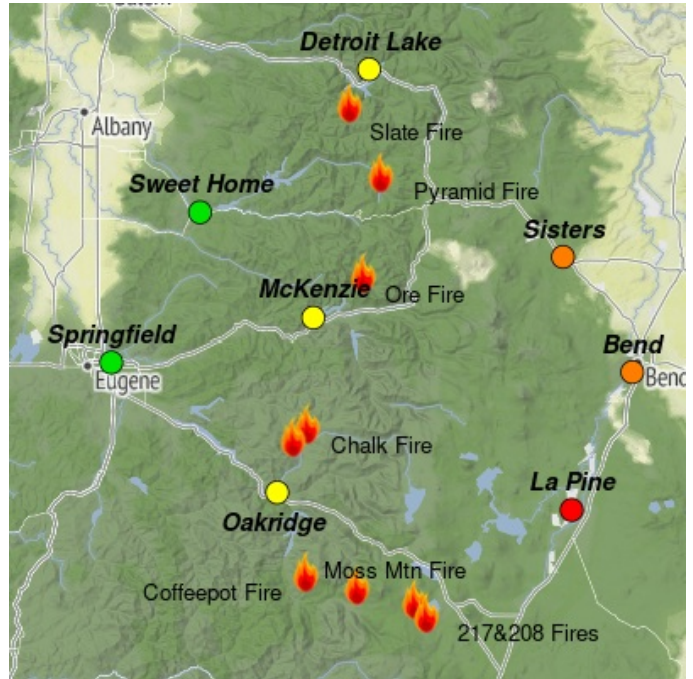 Detroit Lake
Albany
Slate Fire
Sweet Home
Pyramid Fire
Sisters
McKenzie
Ore Fire
Springfield
Bend
Eugene
Bend
Chalk Fire
La Pine
Oakridge
Moss Mtn Fire
Coffeepot Fire
217&208 Fires